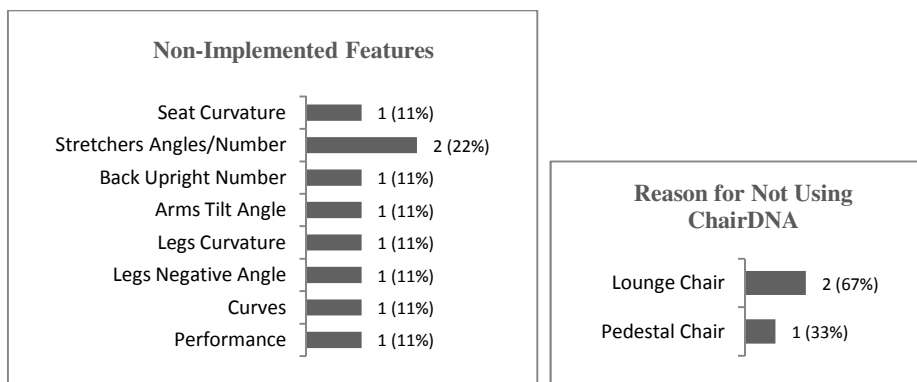 Non-Implemented Features
Seat Curvature 1 (11%)
Stretchers Angles/Number 2 (22%)
Back Upright Number 1 (11%)
Arms Tilt Angle 1 (11%)
Legs Curvature 1 (11%)
Legs Negative Angle 1 (11%)
Curves 1 (11%)
Performance 1 (11%)
Reason for Not Using
ChairDNA
Lounge Chair 2 (67%)
Pedestal Chair 1 (33%)